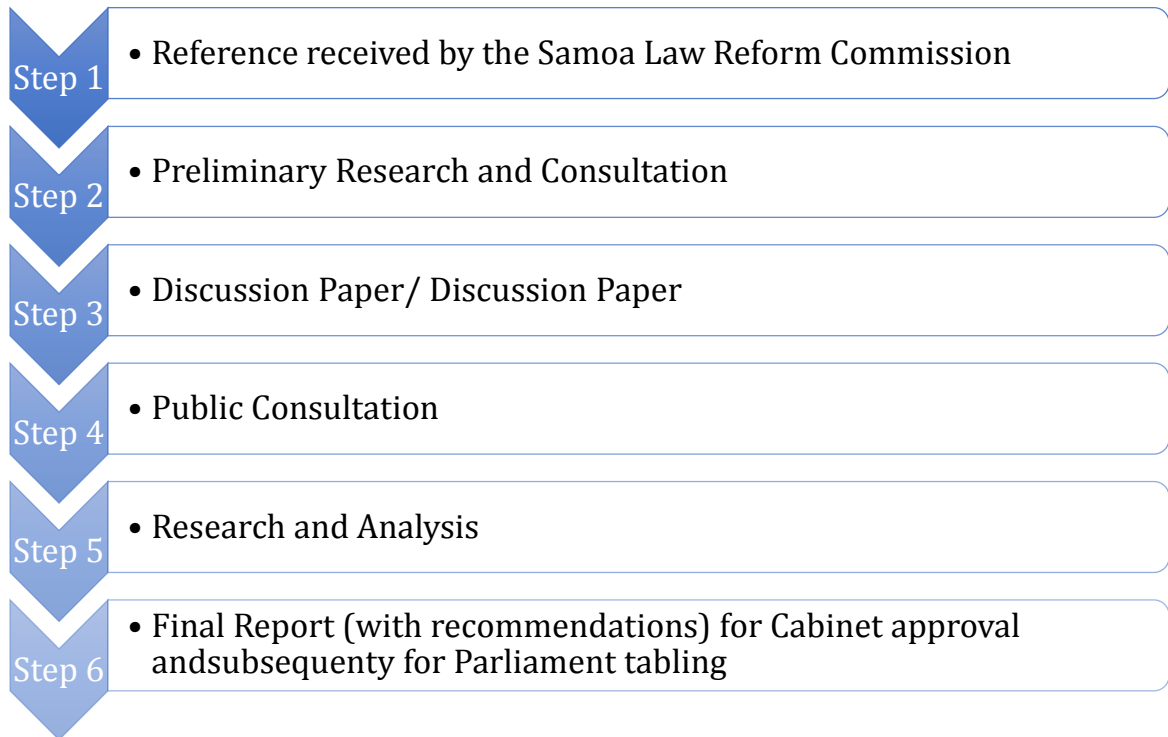 Step 1
• Reference received by the Samoa Law Reform Commission
Step 2
• Preliminary Research and Consultation
Step 3
• Discussion Paper/ Discussion Paper
Step 4
• Public Consultation
Step 5
• Research and Analysis
Step 6
• Final Report (with recommendations) for Cabinet approval
andsubsequenty for Parliament tabling